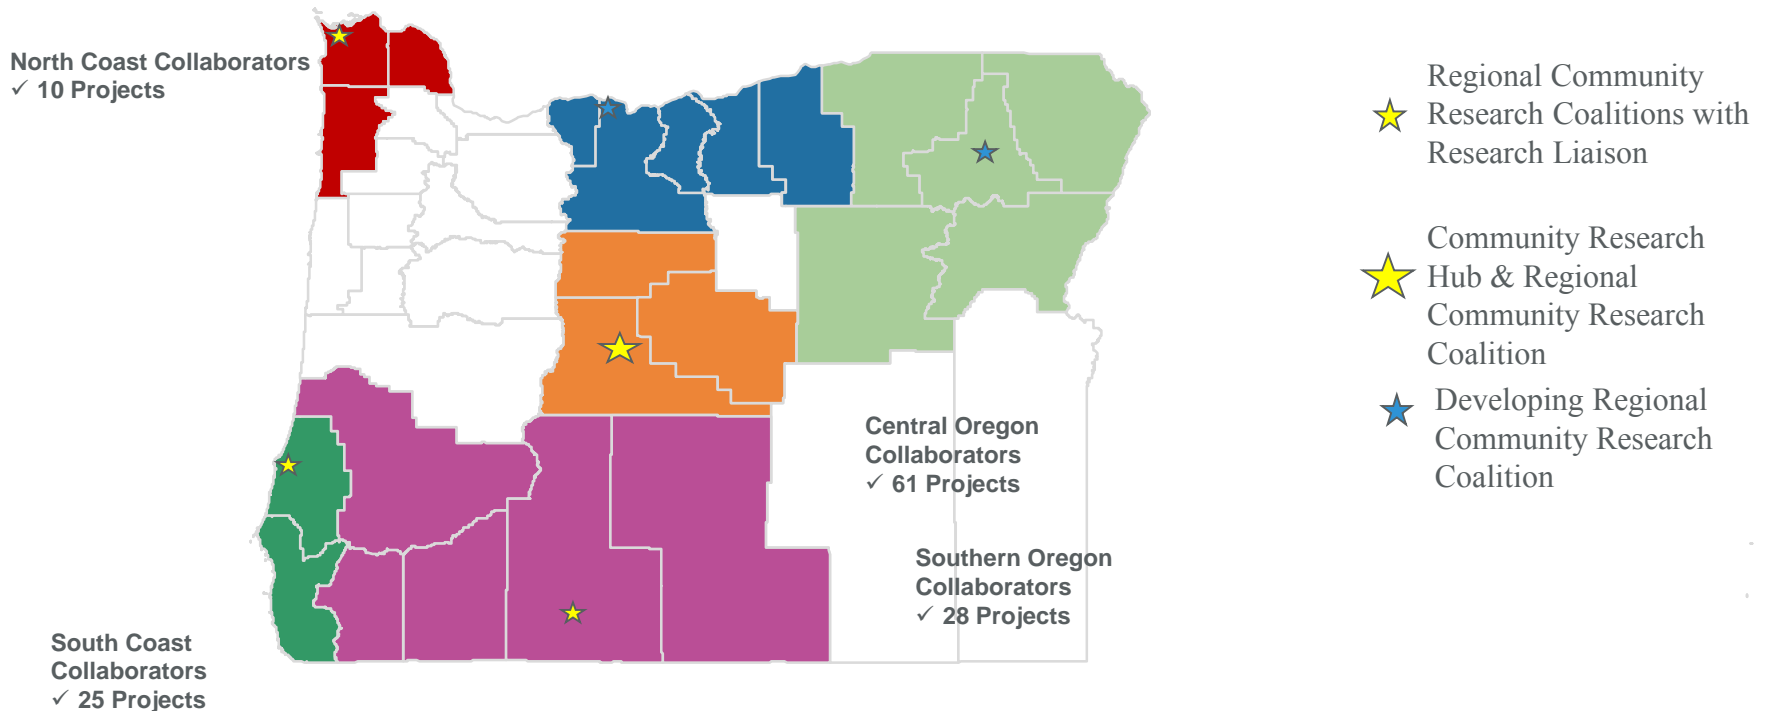 North Coast Collaborators
✓ 10 Projects
Central Oregon
Collaborators
✓ 61 Projects
Southern Oregon
Collaborators
✓ 28 Projects
South Coast
Collaborators
✓ 25 Projects
Regional Community
Research Coalitions with
Research Liaison
Community Research
Hub & Regional
Community Research
Coalition
Developing Regional
Community Research
Coalition